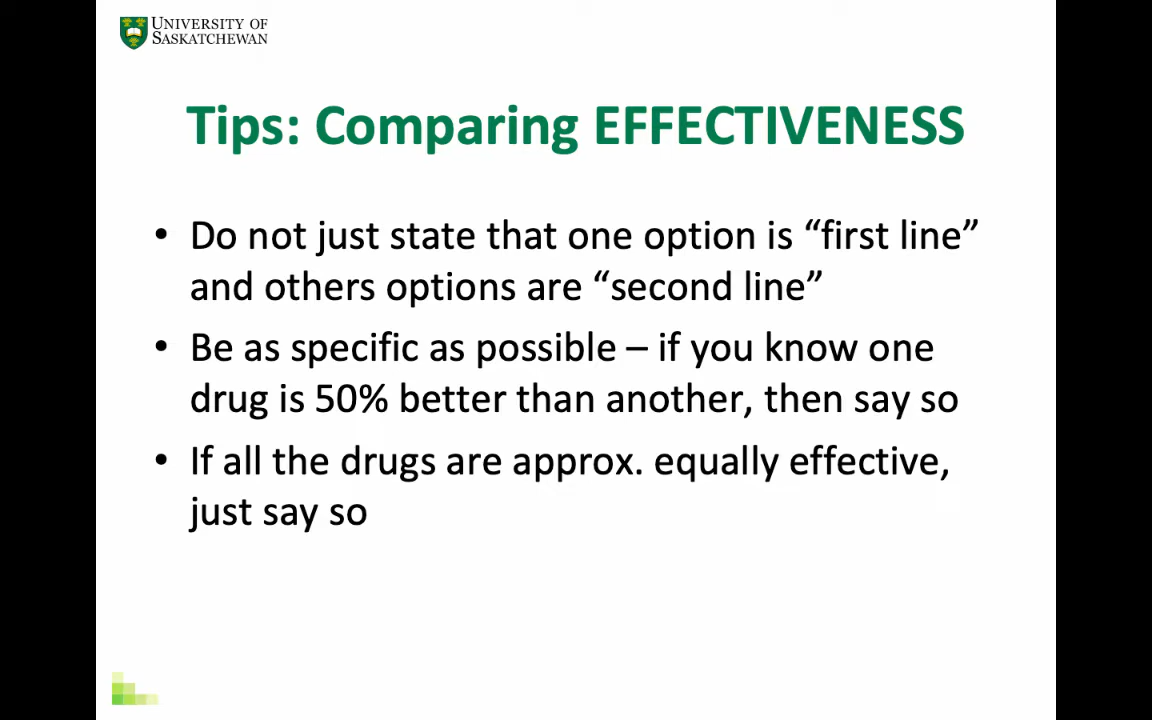 UNIVERSITY OF
SASKATCHEWAN
Tips: Comparing EFFECTIVENESS
• Do not just state that one option is “first line”
and others options are “second line”
• Be as specific as possible – if you know one
drug is 50% better than another, then say so
• If all the drugs are approx. equally effective,
just say so